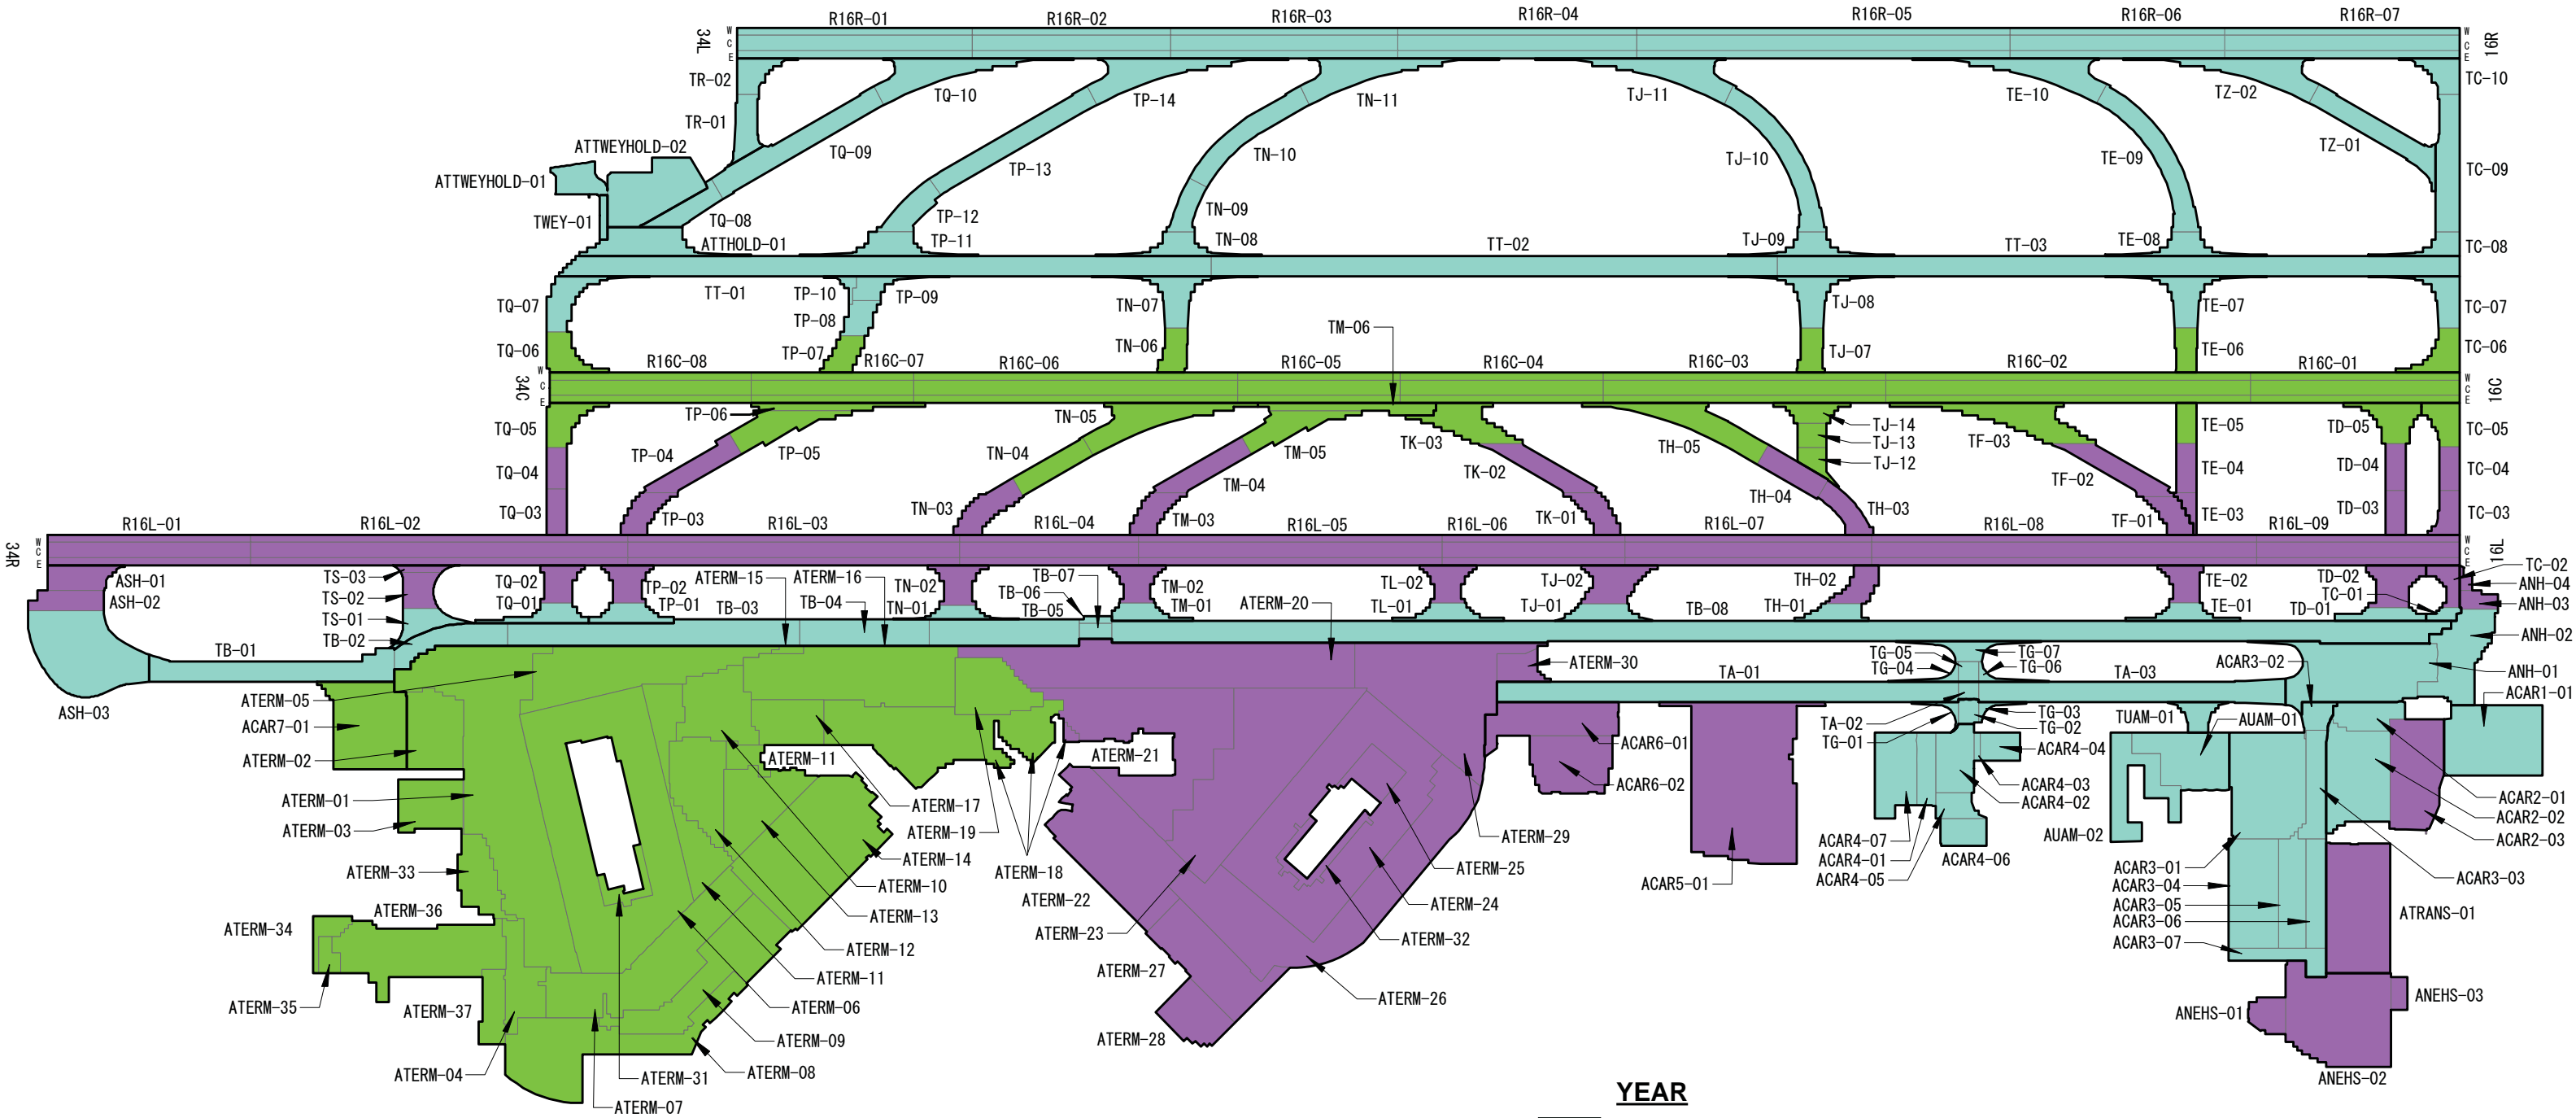 R16R-01 R16R-02 R16R-03 R16R-04 R16R-05 R16R-06 R16R-07
34L W C E W C E 16R
TR-02 TQ-10 TP-14 TN-11 TJ-11 TE-10 TZ-02 TC-10
TR-01
ATTWEYHOLD-02 TQ-09 TN-10 TJ-10 TE-09 TZ-01
ATTWEYHOLD-01 TP-13 TC-09
TWEY-01 TQ-08 TP-12 TN-09
ATTHOLD-01 TP-11 TN-08 TT-02 TJ-09 TT-03 TE-08 TC-08
TT-01 TP-10 TP-09
TQ-07 TN-07 TJ-08 TE-07 TC-07
TP-08 TM-06
TQ-06 TP-07 TN-06 TJ-07 TE-06 TC-06
R16C-08 R16C-07 R16C-06 R16C-05 R16C-04 R16C-03 R16C-02 R16C-01
34C W C E W C E 16C
TP-06 TN-05
TQ-05 TK-03 TH-05 TJ-14 TF-03 TE-05 TD-05 TC-05
TP-04 TP-05 TN-04 TM-05 TJ-13
TQ-04 TK-02 TJ-12 TF-02 TE-04 TD-04 TC-04
TM-04 TH-04
TQ-03 TP-03 TN-03 TM-03 TK-01 TH-03 TF-01 TE-03 TD-03 TC-03
R16L-01 R16L-02 R16L-03 R16L-04 R16L-05 R16L-06 R16L-07 R16L-08 R16L-09
34R W C E W C E 16L
ASH-01 TS-03 TQ-02 TP-02 ATERM-15 ATERM-16 TN-02 TB-07 TM-02 TL-02 TJ-02 TH-02 TE-02 TD-02 TC-02
ASH-02 TS-02 TB-06 TC-01 ANH-04
TS-01 TQ-01 TP-01 TB-03 TB-04 TN-01 TB-05 TM-01 TL-01 TJ-01 TH-01 TB-08 TE-01 TD-01 ANH-03
TB-02 ATERM-20 ANH-02
TB-01 ATERM-30 TG-05 TG-07 ACAR3-02
TG-04 TG-06 ANH-01
ASH-03 ATERM-05 TA-01 TA-03 ACAR1-01
ACAR7-01 TA-02 TG-03 TUAM-01 AUAM-01
ATERM-02 ATERM-11 ATERM-21 ACAR6-01 TG-01 TG-02
ACAR4-04
ATERM-01 ATERM-17 ACAR6-02 ACAR4-03 ACAR2-01
ATERM-03 ATERM-19 ATERM-29 ACAR4-02 ACAR2-02
ACAR4-07 AUAM-02 ACAR2-03
ATERM-33 ATERM-14 ATERM-18 ATERM-25 ACAR4-01 ACAR4-06 ACAR3-01
ATERM-10 ATERM-22 ACAR5-01 ACAR4-05 ACAR3-04 ACAR3-03
ATERM-34 ATERM-36 ATERM-13 ATERM-23 ATERM-24 ACAR3-05 ATRANS-01
ATERM-12 ATERM-32 ACAR3-06
ATERM-11 ATERM-27 ACAR3-07
ATERM-35 ATERM-37 ATERM-06 ATERM-26 ANEHS-01 ANEHS-03
ATERM-09 ATERM-28
ATERM-04 ATERM-31 ATERM-08 ANEHS-02
ATERM-07
YEAR